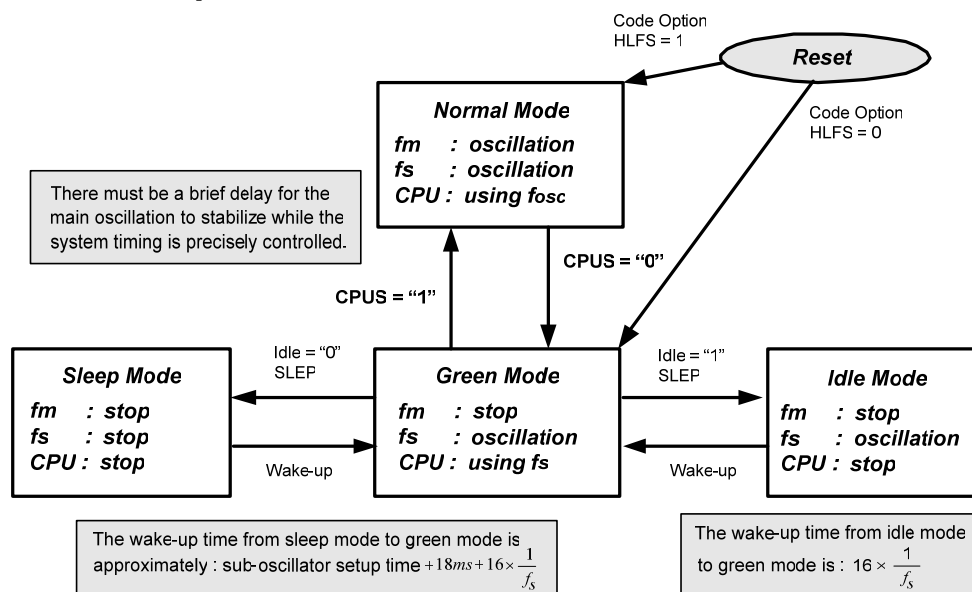 Code Option
HLFS = 1
Reset
Code Option
HLFS = 0
Normal Mode
fm : oscillation
fs : oscillation
CPU : using fosc
There must be a brief delay for the
main oscillation to stabilize while the
system timing is precisely controlled.
CPUS = “0”
CPUS = “1”
Idle = “0”
SLEP
Idle = “1”
SLEP
Sleep Mode
fm : stop
fs : stop
CPU : stop
Green Mode
fm : stop
fs : oscillation
CPU : using fs
Idle Mode
fm : stop
fs : oscillation
CPU : stop
Wake-up
Wake-up
The wake-up time from sleep mode to green mode is
approximately : sub-oscillator setup time +18ms+16× 1/fs
The wake-up time from idle mode
to green mode is : 16 × 1/fs